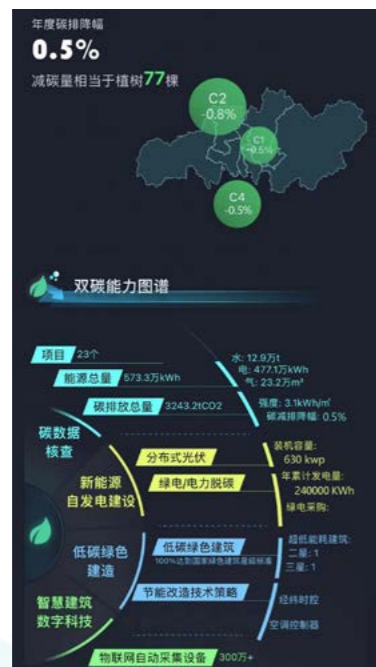 年度碳排降幅
0.5%
减碳量相当于植树77棵
C2
-0.8%
C1
-0.6%
C4
-0.5%
双碳能力图谱
项目 23个
水: 12.9万t
电: 477.1万kWh
气: 23.2万m³
能源总量 573.3万kWh
碳排放总量 3243.2tCO2
强度: 3.1kWh/㎡
碳减排降幅: 0.5%
碳数据
核查
分布式光伏
装机容量:
630 kwp
新能源
自发电建设
绿电/电力脱碳
年累计发电量:
240000 KWh
绿电采购:
低碳绿色
建造
低碳绿色建筑
100%达到国家绿色建筑星级标准
超低能耗建筑:
二星: 1
三星: 1
节能改造技术策略
经纬时控
空调控制器
智慧建筑
数字科技
物联网自动采集设备 300万+